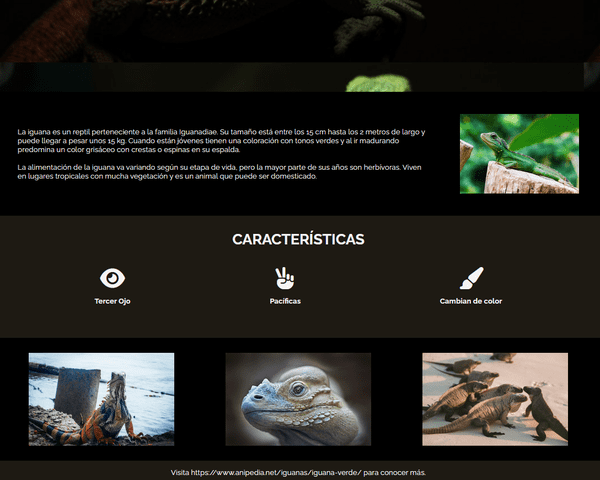 La iguana es un reptil perteneciente a la familia Iguanadiae. Su tamaño está entre los 15 cm hasta los 2 metros de largo y
puede llegar a pesar unos 15 kg. Cuando están jóvenes tienen una coloración con tonos verdes y al ir madurando
predomina un color grisáceo con crestas o espinas en su espalda.
La alimentación de la iguana va variando según su etapa de vida, pero la mayor parte de sus años son herbívoras. Viven
en lugares tropicales con mucha vegetación y es un animal que puede ser domesticado.
CARACTERÍSTICAS
Tercer Ojo
Pacíficas
Cambian de color
Visita https://www.anipedia.net/iguanas/iguana-verde/ para conocer más.